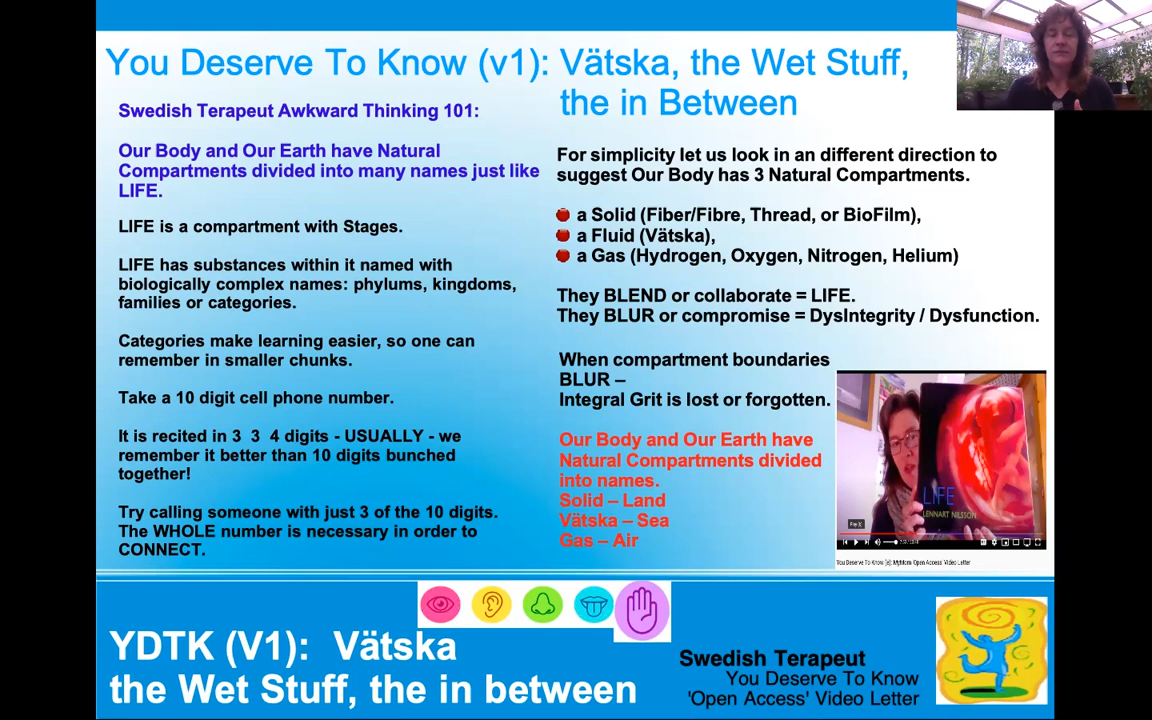 You Deserve To Know (v1): Vätska, the Wet Stuff,
the in Between
Swedish Terapeut Awkward Thinking 101:
Our Body and Our Earth have Natural
Compartments divided into many names just like
LIFE.
LIFE is a compartment with Stages.
LIFE has substances within it named with
biologically complex names: phylums, kingdoms,
families or categories.
Categories make learning easier, so one can
remember in smaller chunks.
Take a 10 digit cell phone number.
It is recited in 3  3  4 digits - USUALLY - we
remember it better than 10 digits bunched
together!
Try calling someone with just 3 of the 10 digits.
The WHOLE number is necessary in order to
CONNECT.
For simplicity let us look in an different direction to
suggest Our Body has 3 Natural Compartments.
a Solid (Fiber/Fibre, Thread, or BioFilm),
a Fluid (Vätska),
a Gas (Hydrogen, Oxygen, Nitrogen, Helium)
They BLEND or collaborate = LIFE.
They BLUR or compromise = DysIntegrity / Dysfunction.
When compartment boundaries
BLUR –
Integral Grit is lost or forgotten.
Our Body and Our Earth have
Natural Compartments divided
into names.
Solid – Land
Vätska – Sea
Gas – Air
LIFE
LENNART NILSSON
You Deserve To Know Open Access Video Letter
YDTK (V1):  Vätska
the Wet Stuff, the in between
Swedish Terapeut
You Deserve To Know
'Open Access' Video Letter